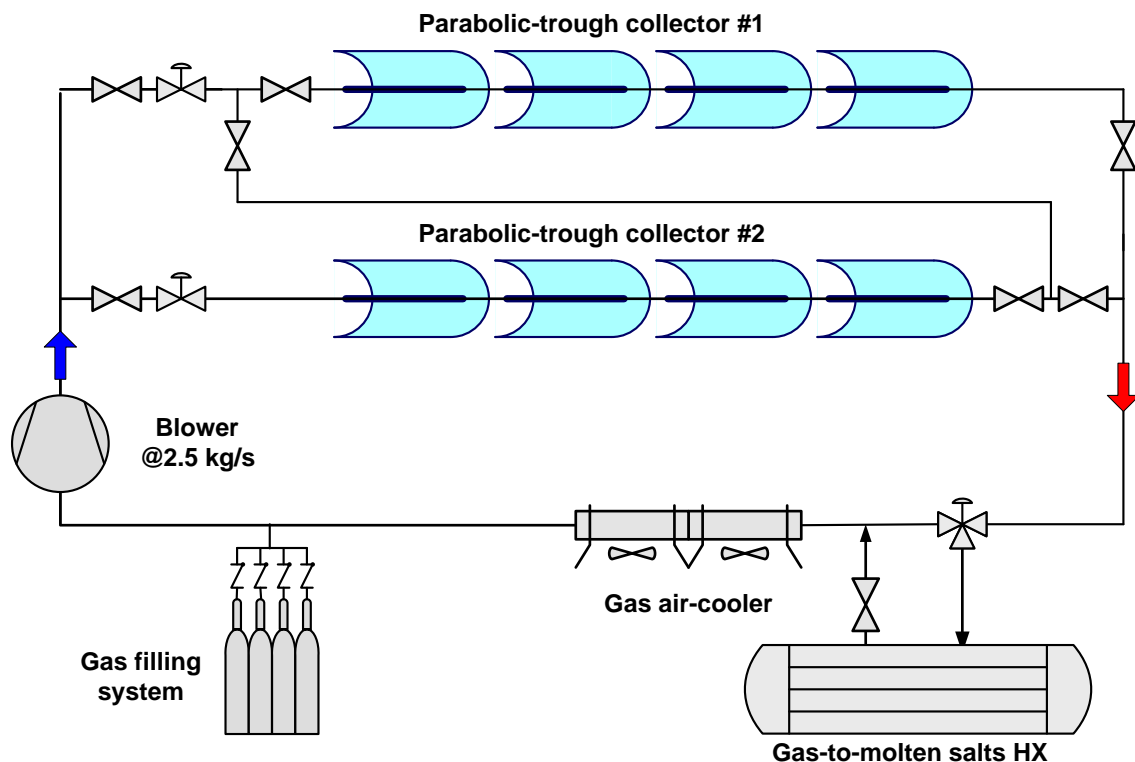 Parabolic-trough collector #1
Parabolic-trough collector #2
Blower
@2.5 kg/s
Gas air-cooler
Gas filling
system
Gas-to-molten salts HX